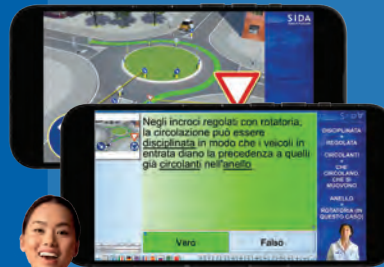 SIDA
Negli incroci regolati con rotatoria,
la circolazione può essere
disciplinata in modo che i veicoli in
entrata diano la precedenza a quelli
già circolanti nell'anello
Vero
Falso
DISCIPLINATA
=
REGOLATA
CIRCOLANTI
=
CHE
CIRCOLANO,
CHE SI
MUOVONO
ANELLO
=
ROTATORIA (IN
QUESTO CASO)